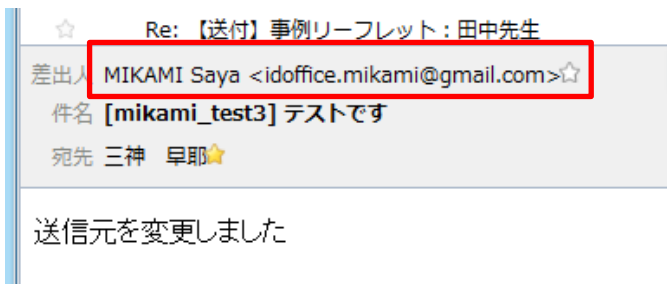 Re: 【送付】事例リーフレット：田中先生
差出人 MIKAMI Saya <idoffice.mikami@gmail.com>
件名 [mikami_test3] テストです
宛先 三神　早耶
送信元を変更しました